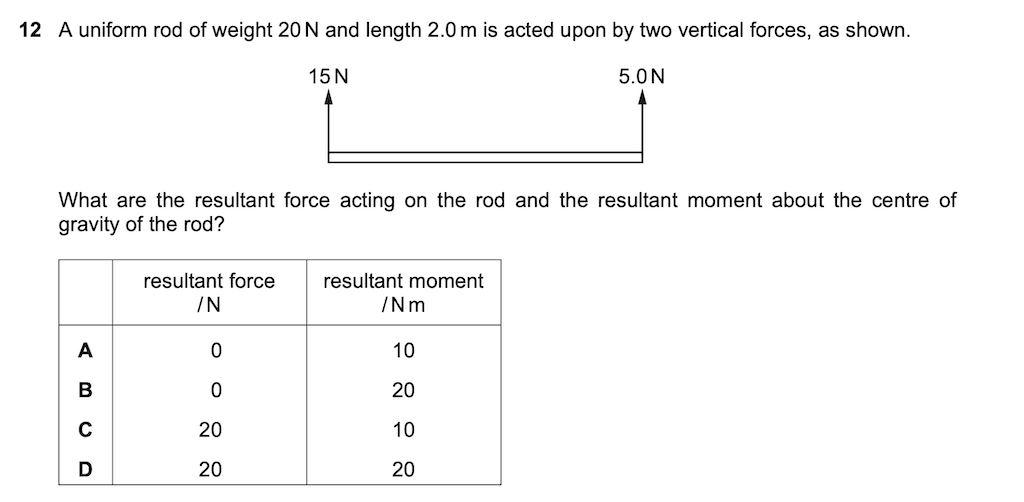 12 A uniform rod of weight 20 N and length 2.0 m is acted upon by two vertical forces, as shown.
15 N 5.0 N
What are the resultant force acting on the rod and the resultant moment about the centre of
gravity of the rod?
resultant force resultant moment
/ N / N m
A 0 10
B 0 20
C 20 10
D 20 20